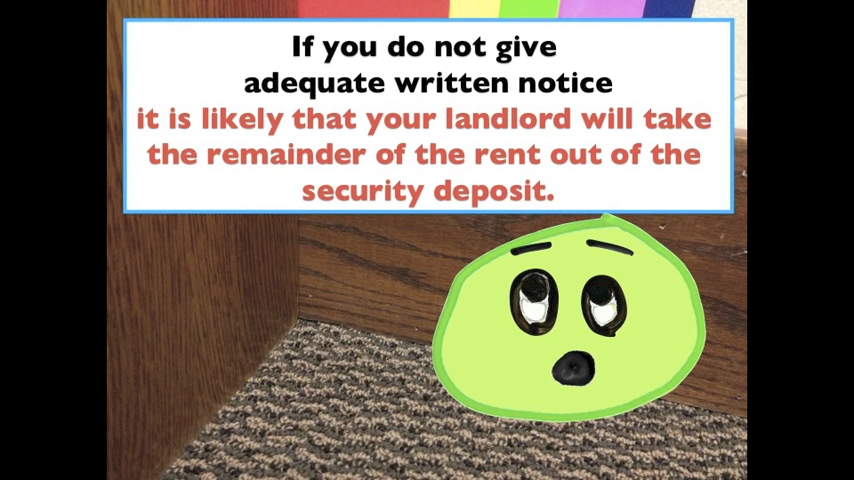 If you do not give
adequate written notice
it is likely that your landlord will take
the remainder of the rent out of the
security deposit.